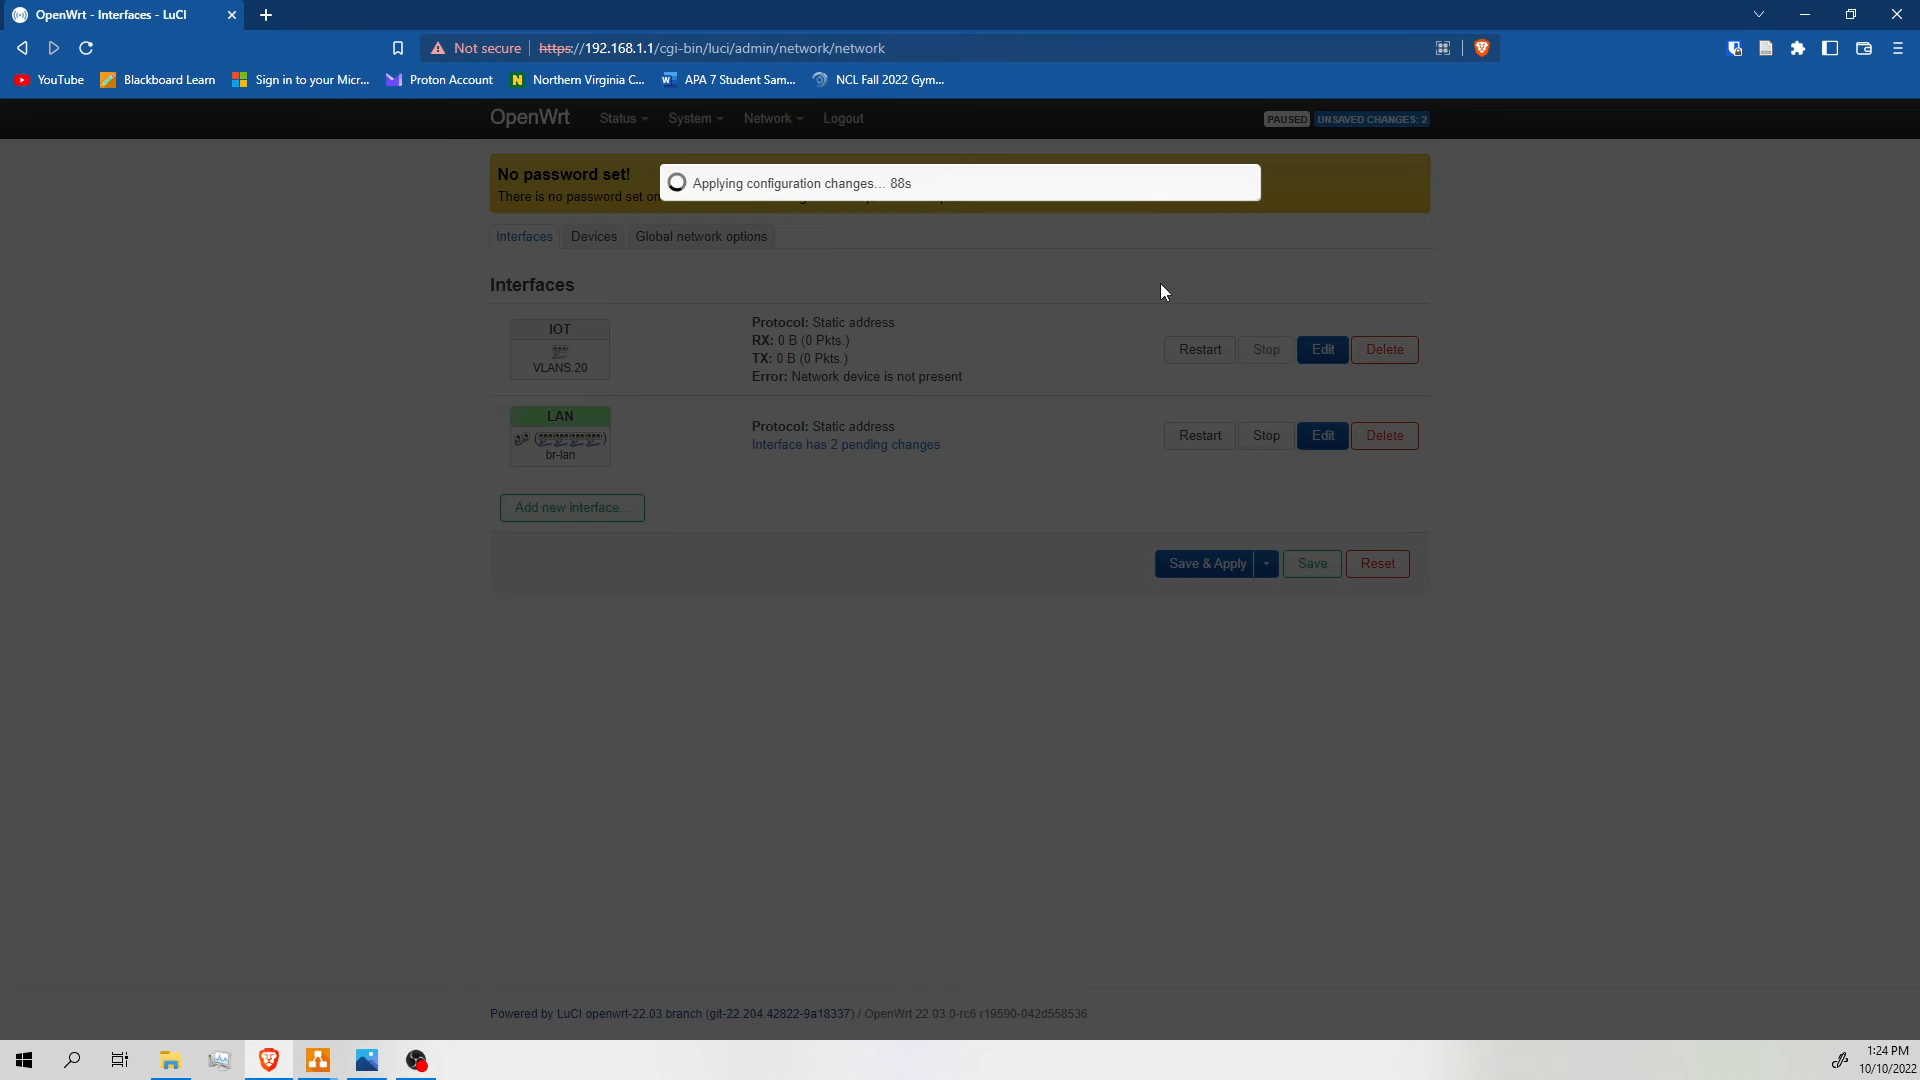 OpenWrt - Interfaces - LuCI
Not secure
https://192.168.1.1/cgi-bin/luci/admin/network/network
YouTube
Blackboard Learn
Sign in to your Micr...
Proton Account
Northern Virginia C...
APA 7 Student Sam...
NCL Fall 2022 Gym...
OpenWrt
Status
System
Network
Logout
PAUSED
UNSAVED CHANGES: 2
No password set!
There is no password set on
Applying configuration changes… 88s
Interfaces
Devices
Global network options
Interfaces
IOT
VLANS.20
Protocol: Static address
RX: 0 B (0 Pkts.)
TX: 0 B (0 Pkts.)
Error: Network device is not present
Restart
Stop
Edit
Delete
LAN
br-lan
Protocol: Static address
Interface has 2 pending changes
Restart
Stop
Edit
Delete
Add new interface...
Save & Apply
Save
Reset
Powered by LuCI openwrt-22.03 branch (git-22.204.42822-9a18337) / OpenWrt 22.03.0-rc6 r19590-042d558536
1:24 PM
10/10/2022